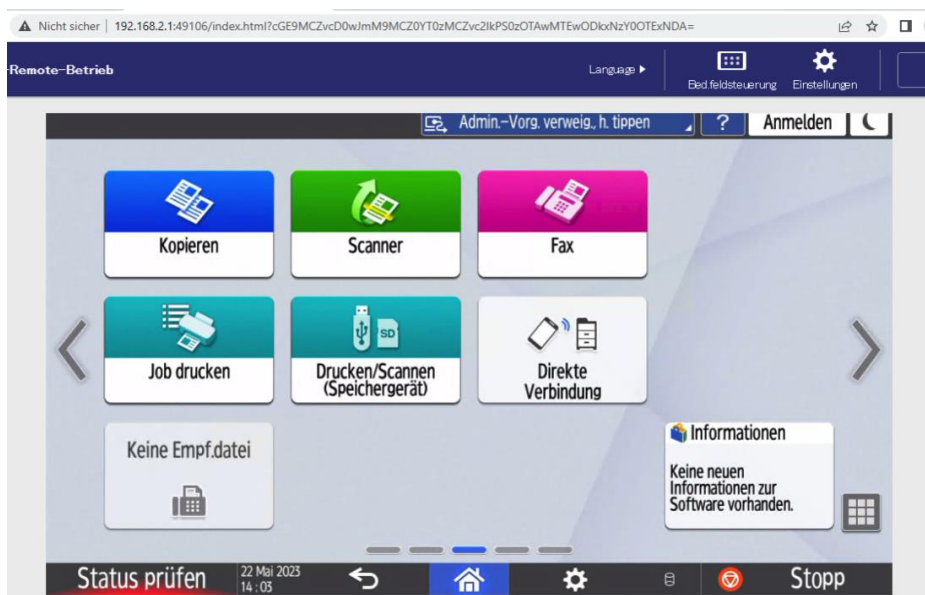 Nicht sicher | 192.168.2.1:49106/index.html?cGE9MCZvcD0wJmM9MCZ0YT0zMCZvc2lkPS0zOTAwMTEwODkxNzY0OTExNDA=
-Remote-Betrieb
Language
Bed.feldsteuerung
Einstellungen
Admin.-Vorg. verweig., h. tippen
?
Anmelden
Kopieren
Scanner
Fax
SD
Job drucken
Drucken/Scannen
(Speichergerät)
Direkte
Verbindung
Keine Empf.datei
Informationen
Keine neuen
Informationen zur
Software vorhanden.
Status prüfen
22 Mai 2023
14:03
Stopp